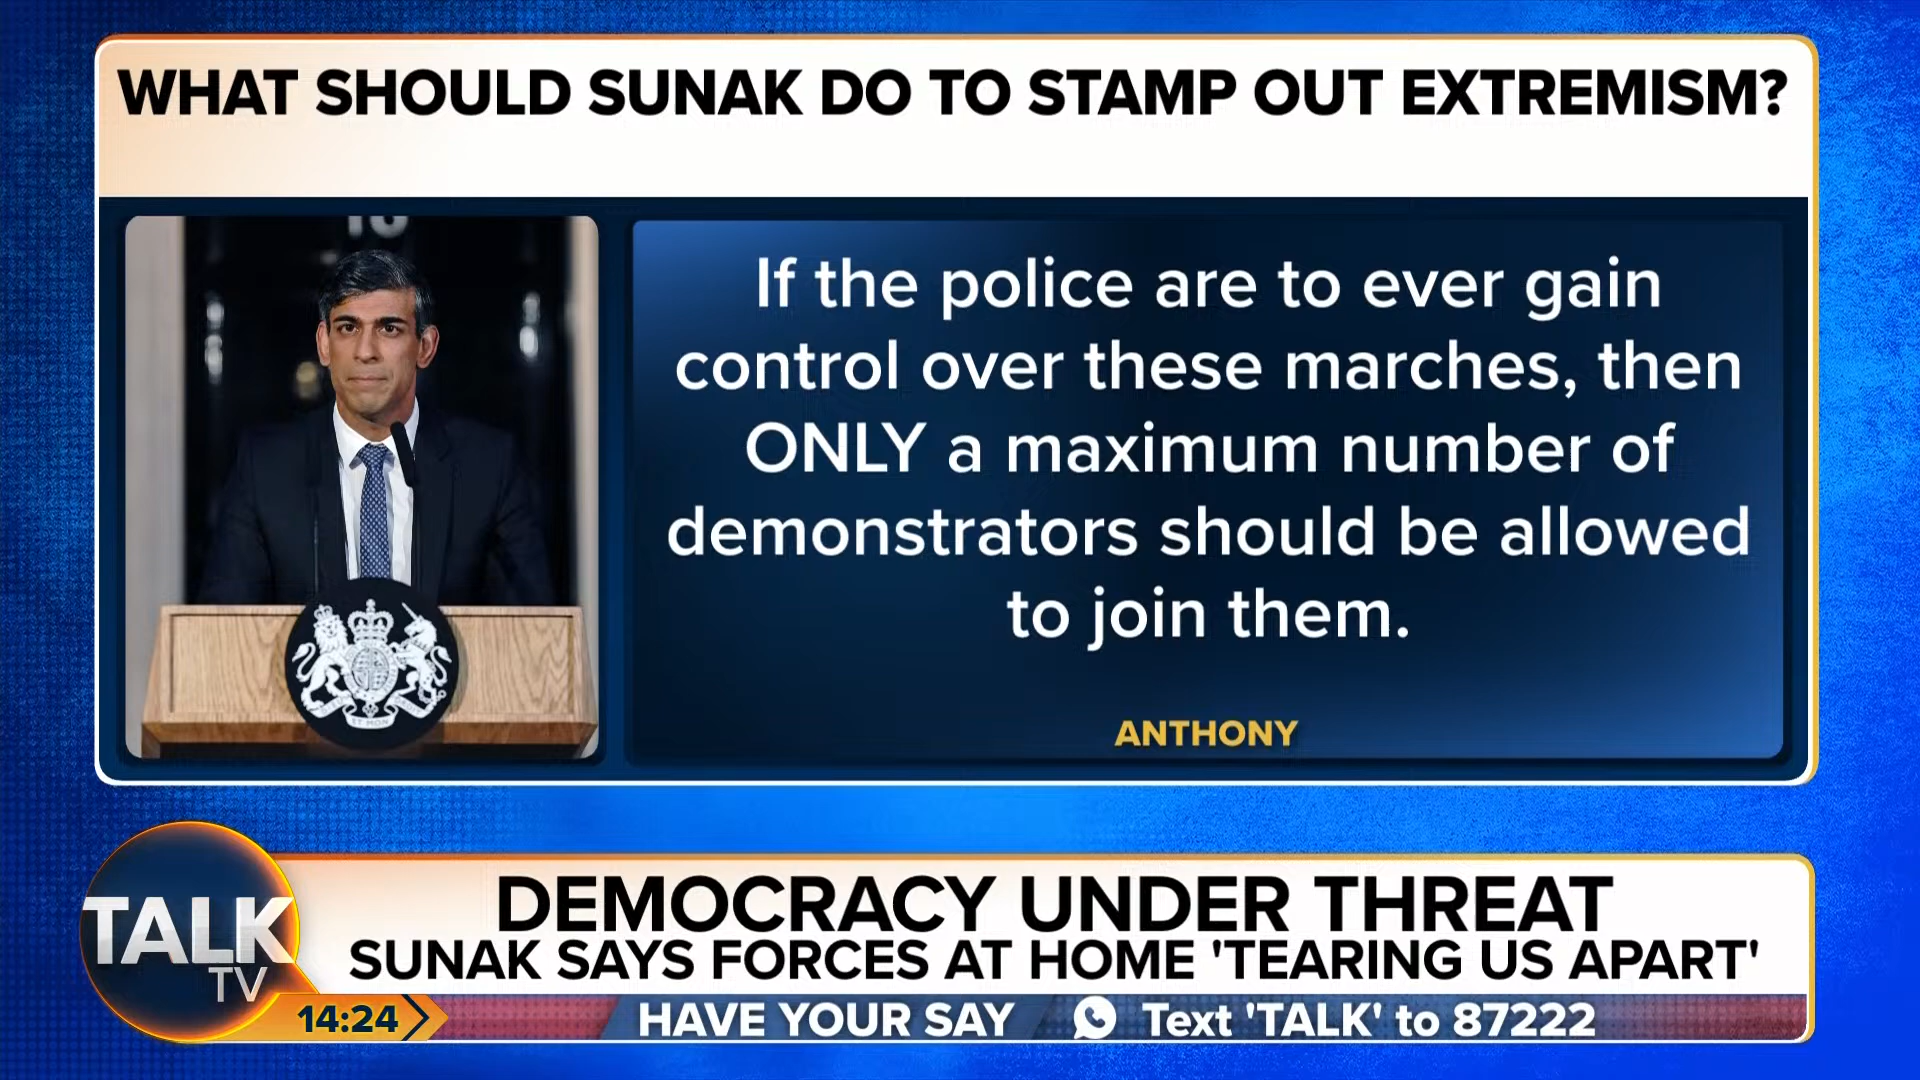 WHAT SHOULD SUNAK DO TO STAMP OUT EXTREMISM?
10
If the police are to ever gain
control over these marches, then
ONLY a maximum number of
demonstrators should be allowed
to join them.
ANTHONY
TALK
TV
DEMOCRACY UNDER THREAT
SUNAK SAYS FORCES AT HOME 'TEARING US APART'
14:24
HAVE YOUR SAY
Text 'TALK' to 87222